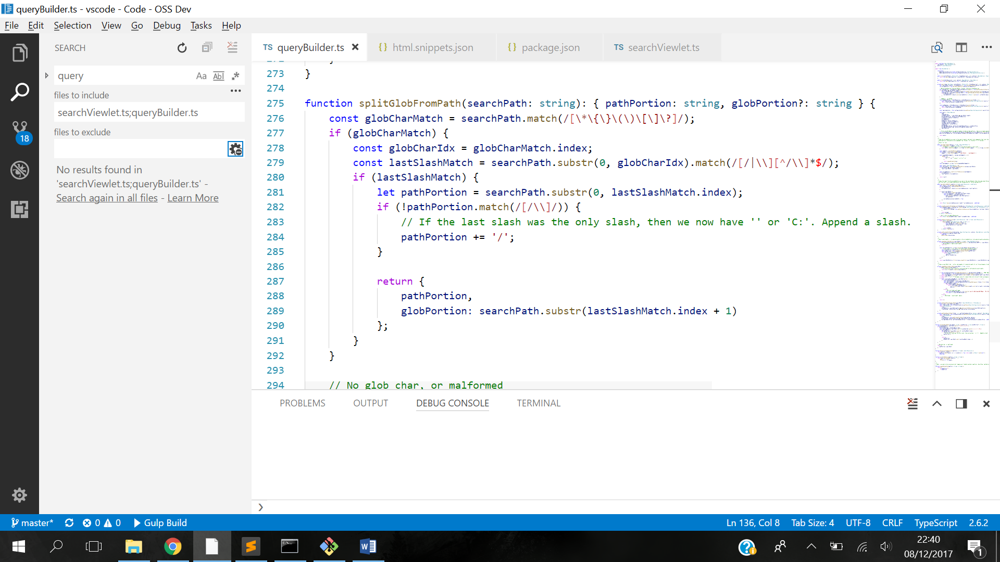 queryBuilder.ts - vscode - Code - OSS Dev
File Edit Selection View Go Debug Tasks Help
SEARCH
query Aa Abl .*
files to include
searchViewlet.ts;queryBuilder.ts
files to exclude
No results found in
'searchViewlet.ts;queryBuilder.ts' -
Search again in all files - Learn More
18
TS queryBuilder.ts {} html.snippets.json {} package.json TS searchViewlet.ts
273 }
274
275 function splitGlobFromPath(searchPath: string): { pathPortion: string, globPortion?: string } {
276 const globCharMatch = searchPath.match(/[\*\{\}\(\)\[\]\?]/);
277 if (globCharMatch) {
278 const globCharIdx = globCharMatch.index;
279 const lastSlashMatch = searchPath.substr(0, globCharIdx).match(/[/|\\][^/\\]*$/);
280 if (lastSlashMatch) {
281 let pathPortion = searchPath.substr(0, lastSlashMatch.index);
282 if (!pathPortion.match(/[/\\]/)) {
283 // If the last slash was the only slash, then we now have '' or 'C:'. Append a slash.
284 pathPortion += '/';
285 }
286
287 return {
288 pathPortion,
289 globPortion: searchPath.substr(lastSlashMatch.index + 1)
290 };
291 }
292 }
293
294 // No glob char, or malformed
PROBLEMS OUTPUT DEBUG CONSOLE TERMINAL
master* 0 0 Gulp Build Ln 136, Col 8 Tab Size: 4 UTF-8 CRLF TypeScript 2.6.2
22:40
08/12/2017
1